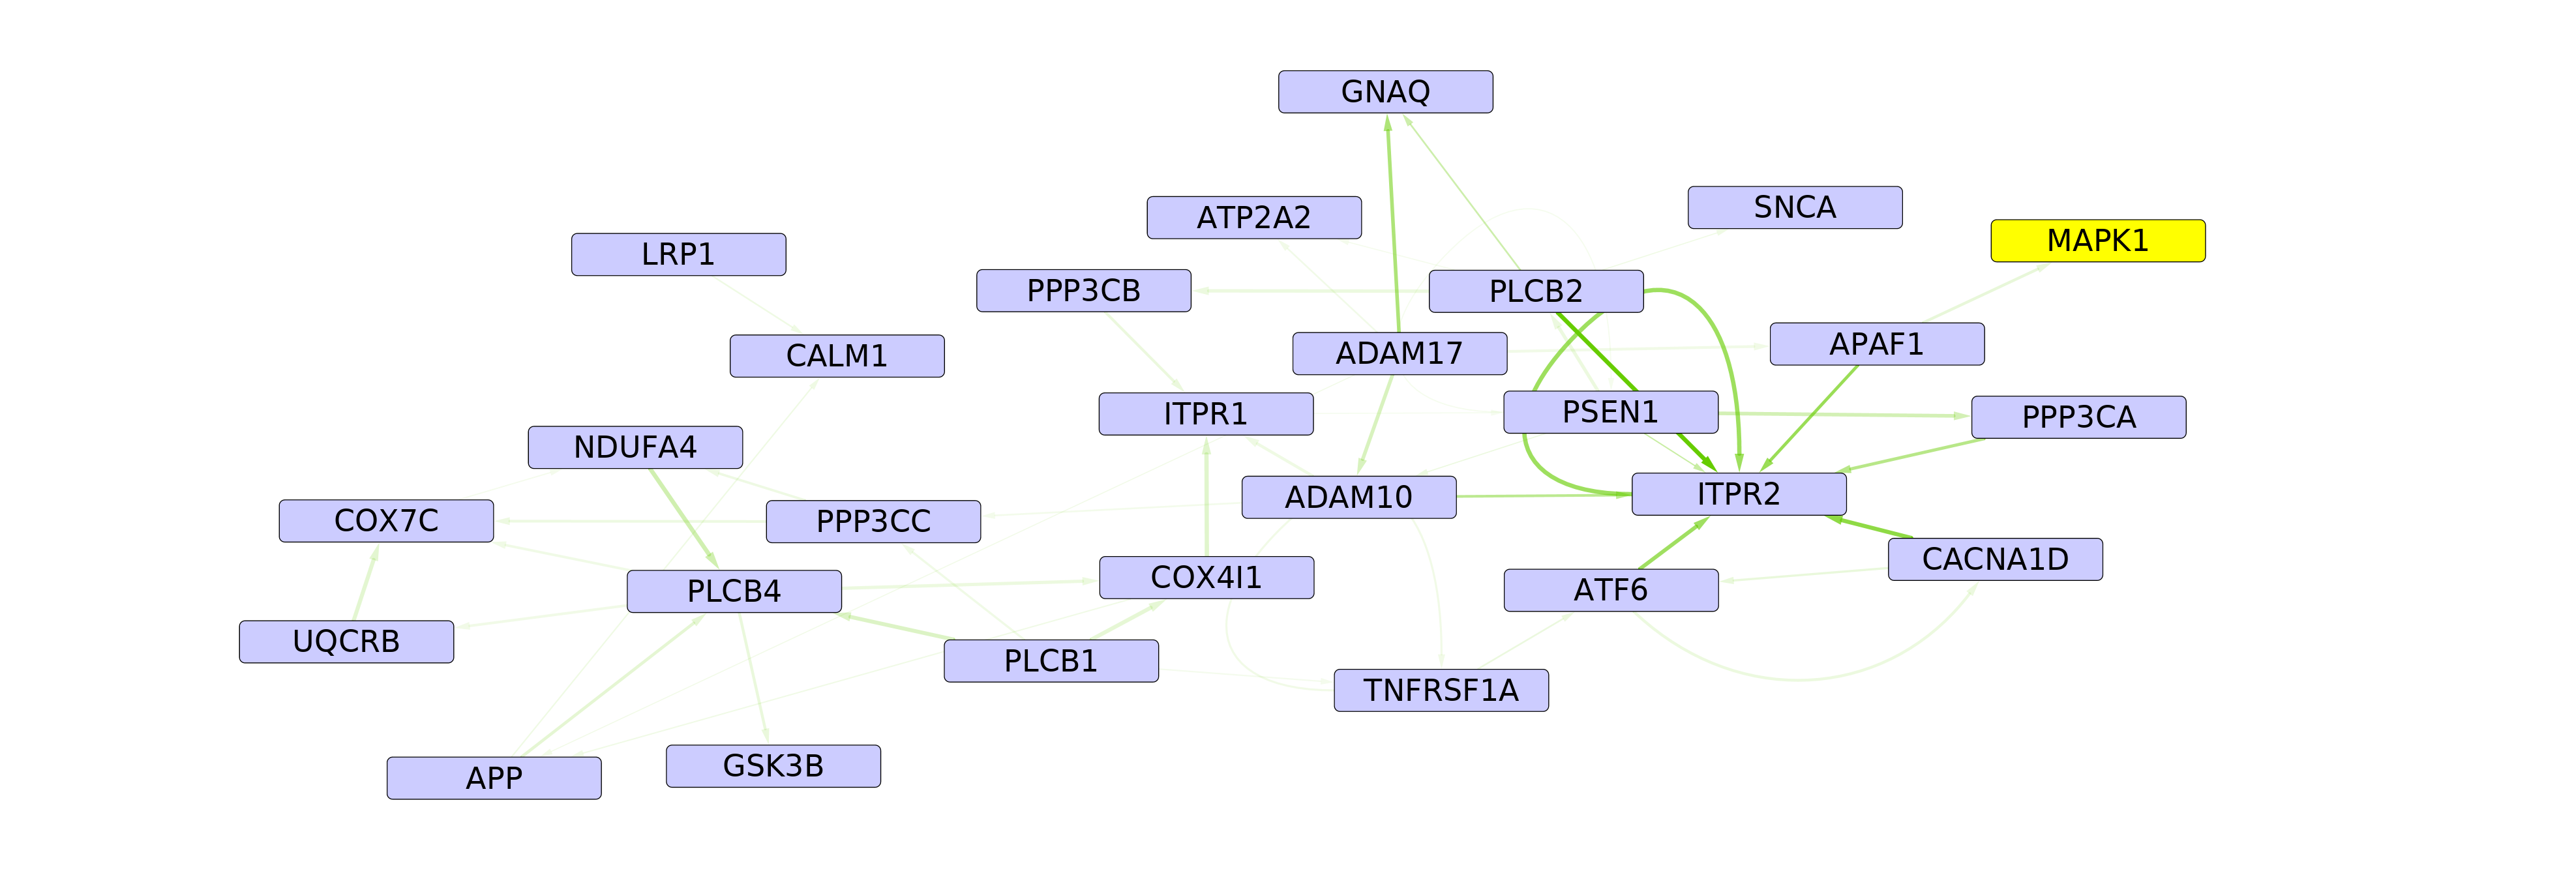 GNAQ
SNCA
ATP2A2
MAPK1
LRP1
PPP3CB
PLCB2
APAF1
ADAM17
CALM1
PSEN1
ITPR1
PPP3CA
NDUFA4
ITPR2
ADAM10
COX7C
PPP3CC
CACNA1D
COX4I1
ATF6
PLCB4
UQCRB
PLCB1
TNFRSF1A
GSK3B
APP